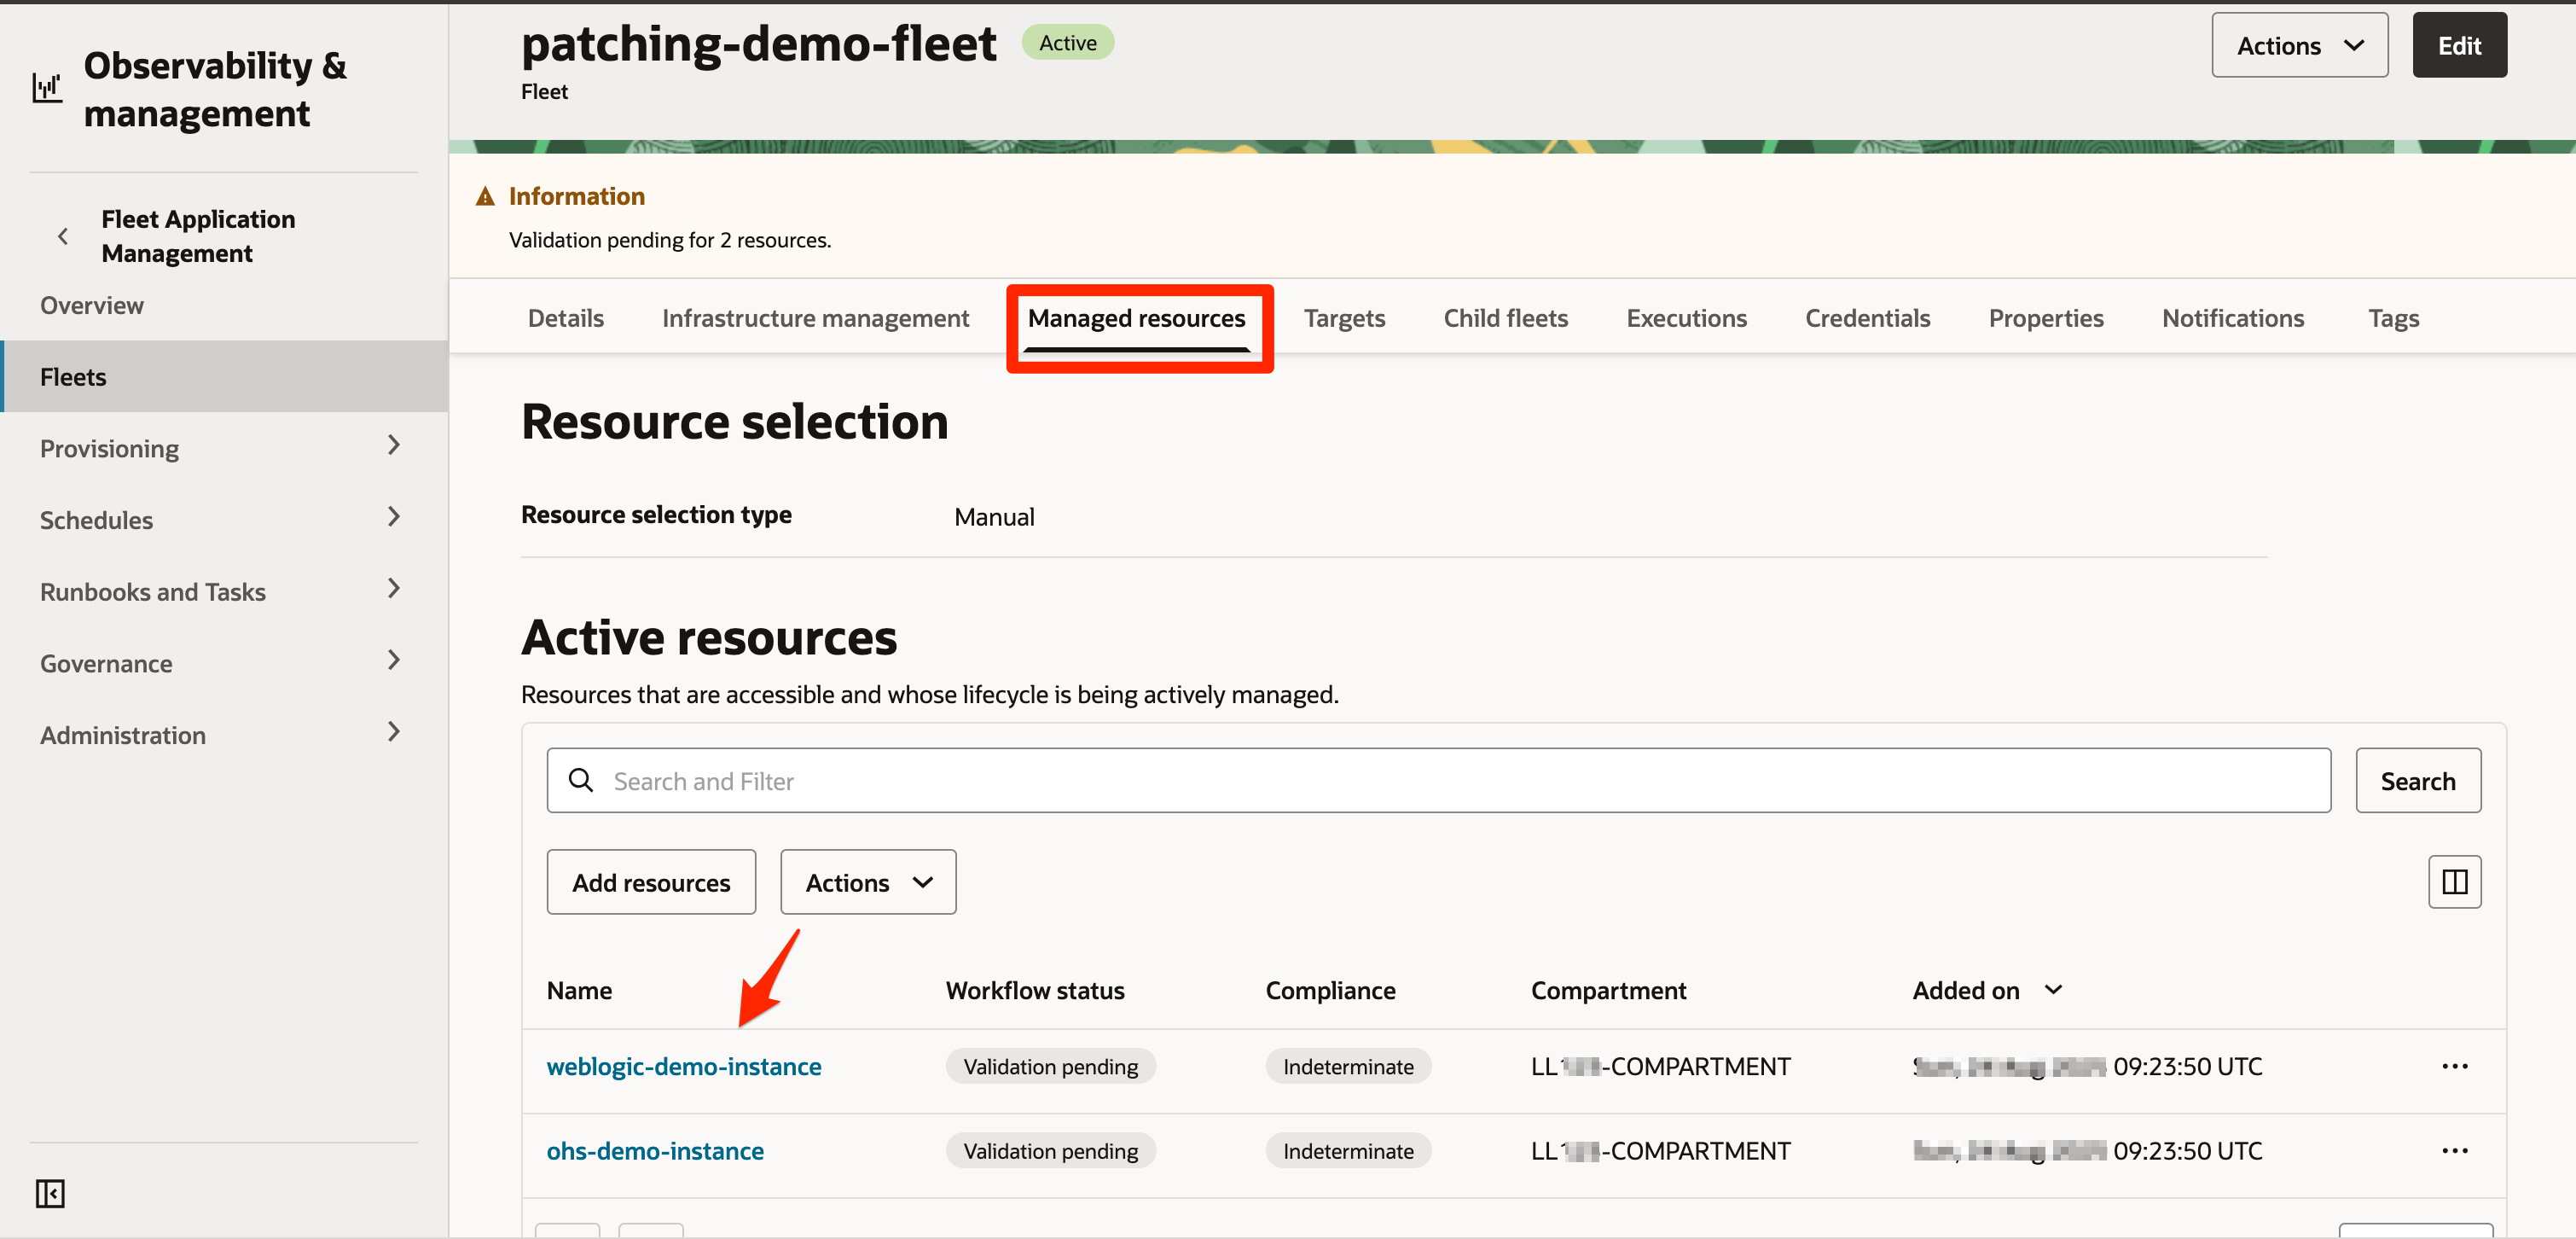 Observability &
management
Fleet Application
Management
Overview
Fleets
Provisioning
Schedules
Runbooks and Tasks
Governance
Administration
patching-demo-fleet Active
Fleet
Actions Edit
Information
Validation pending for 2 resources.
Details Infrastructure management Managed resources Targets Child fleets Executions Credentials Properties Notifications Tags
Resource selection
Resource selection type Manual
Active resources
Resources that are accessible and whose lifecycle is being actively managed.
Search and Filter Search
Add resources Actions
Name Workflow status Compliance Compartment Added on
weblogic-demo-instance Validation pending Indeterminate LL -COMPARTMENT 09:23:50 UTC
ohs-demo-instance Validation pending Indeterminate LL -COMPARTMENT 09:23:50 UTC